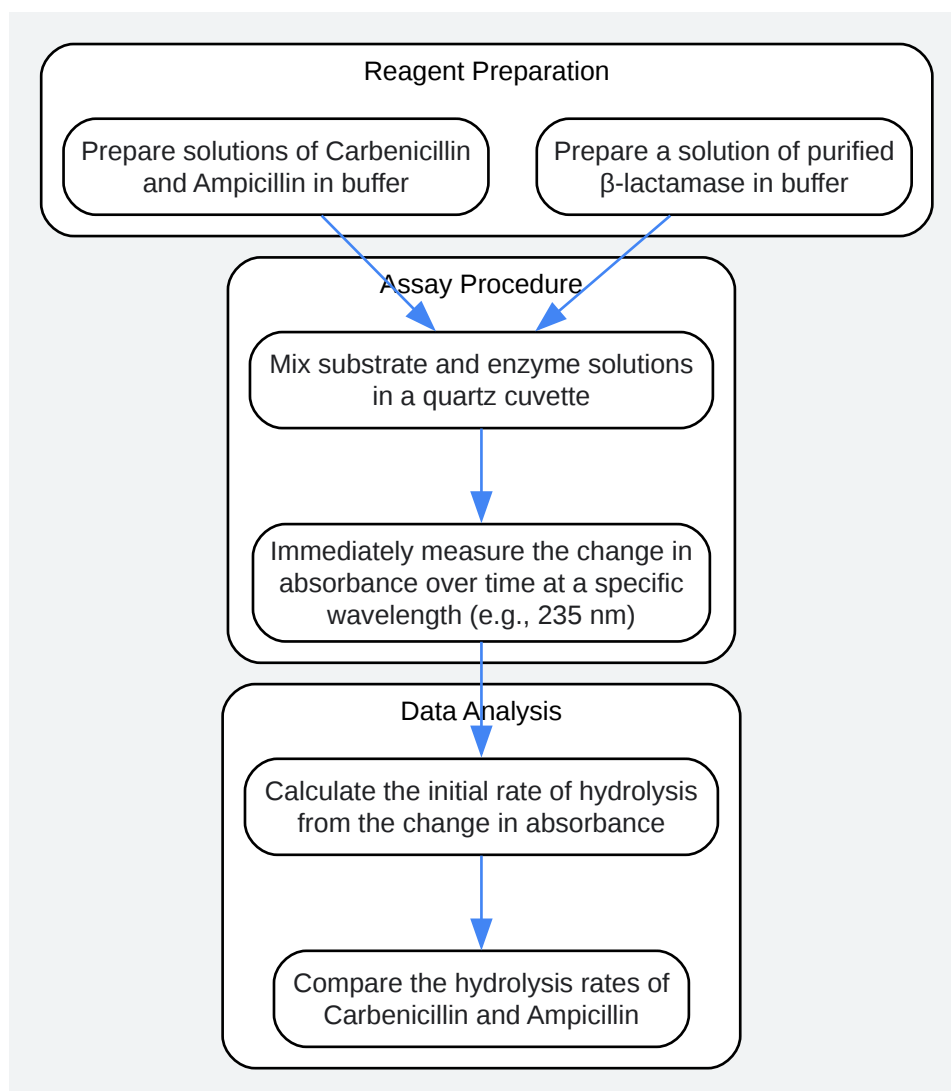 Reagent Preparation
Prepare solutions of Carbenicillin
and Ampicillin in buffer
Prepare a solution of purified
β-lactamase in buffer
Assay Procedure
Mix substrate and enzyme solutions
in a quartz cuvette
Immediately measure the change in
absorbance over time at a specific
wavelength (e.g., 235 nm)
Data Analysis
Calculate the initial rate of hydrolysis
from the change in absorbance
Compare the hydrolysis rates of
Carbenicillin and Ampicillin